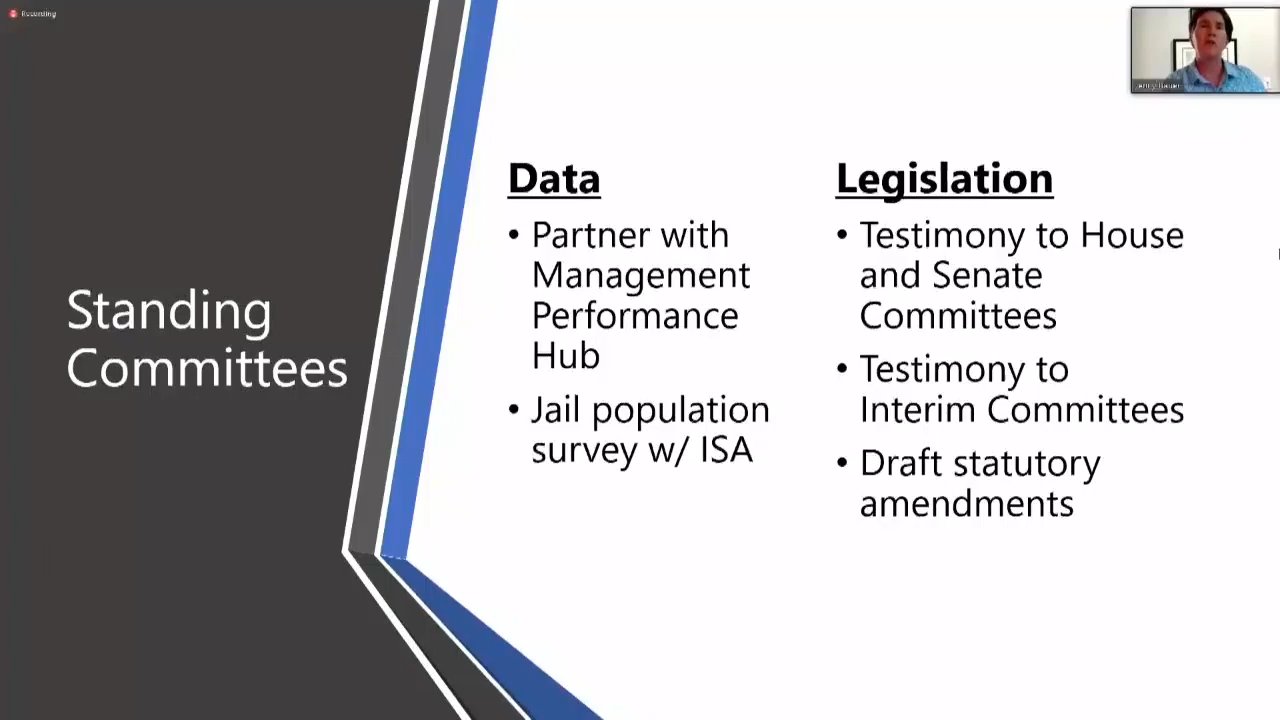 Recording
Standing
Committees
Data
• Partner with
Management
Performance
Hub
• Jail population
survey w/ ISA
Legislation
• Testimony to House
and Senate
Committees
• Testimony to
Interim Committees
• Draft statutory
amendments